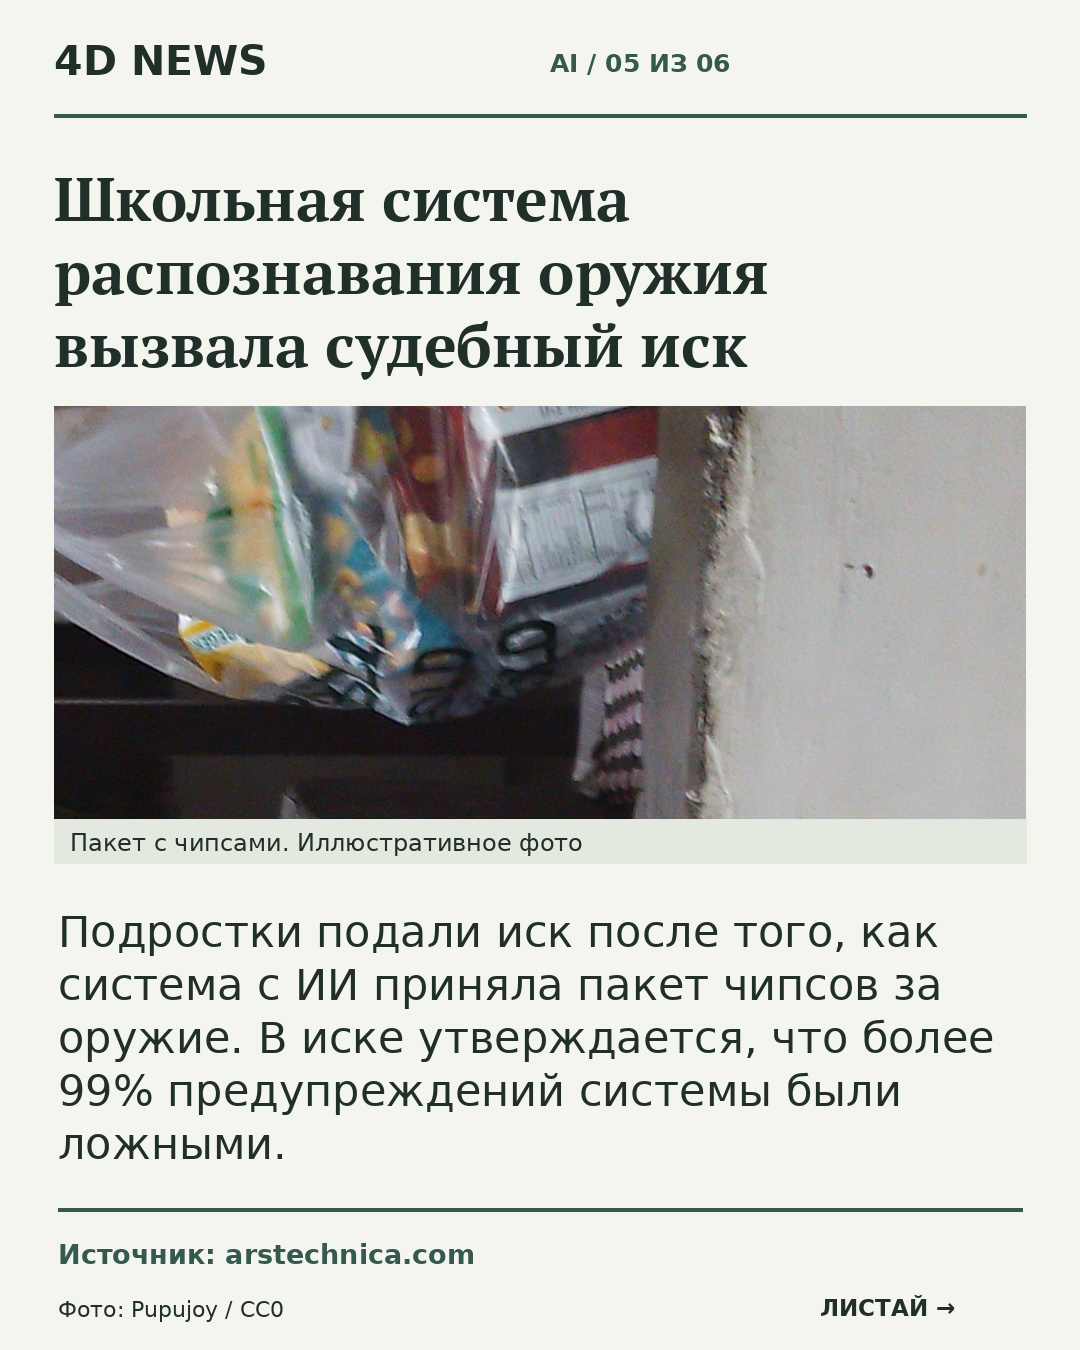 4D NEWS
AI / 05 ИЗ 06
Школьная система
распознавания оружия
вызвала судебный иск
Пакет с чипсами. Иллюстративное фото
Подростки подали иск после того, как
система с ИИ приняла пакет чипсов за
оружие. В иске утверждается, что более
99% предупреждений системы были
ложными.
Источник: arstechnica.com
Фото: Pupujoy / CC0
ЛИСТАЙ →